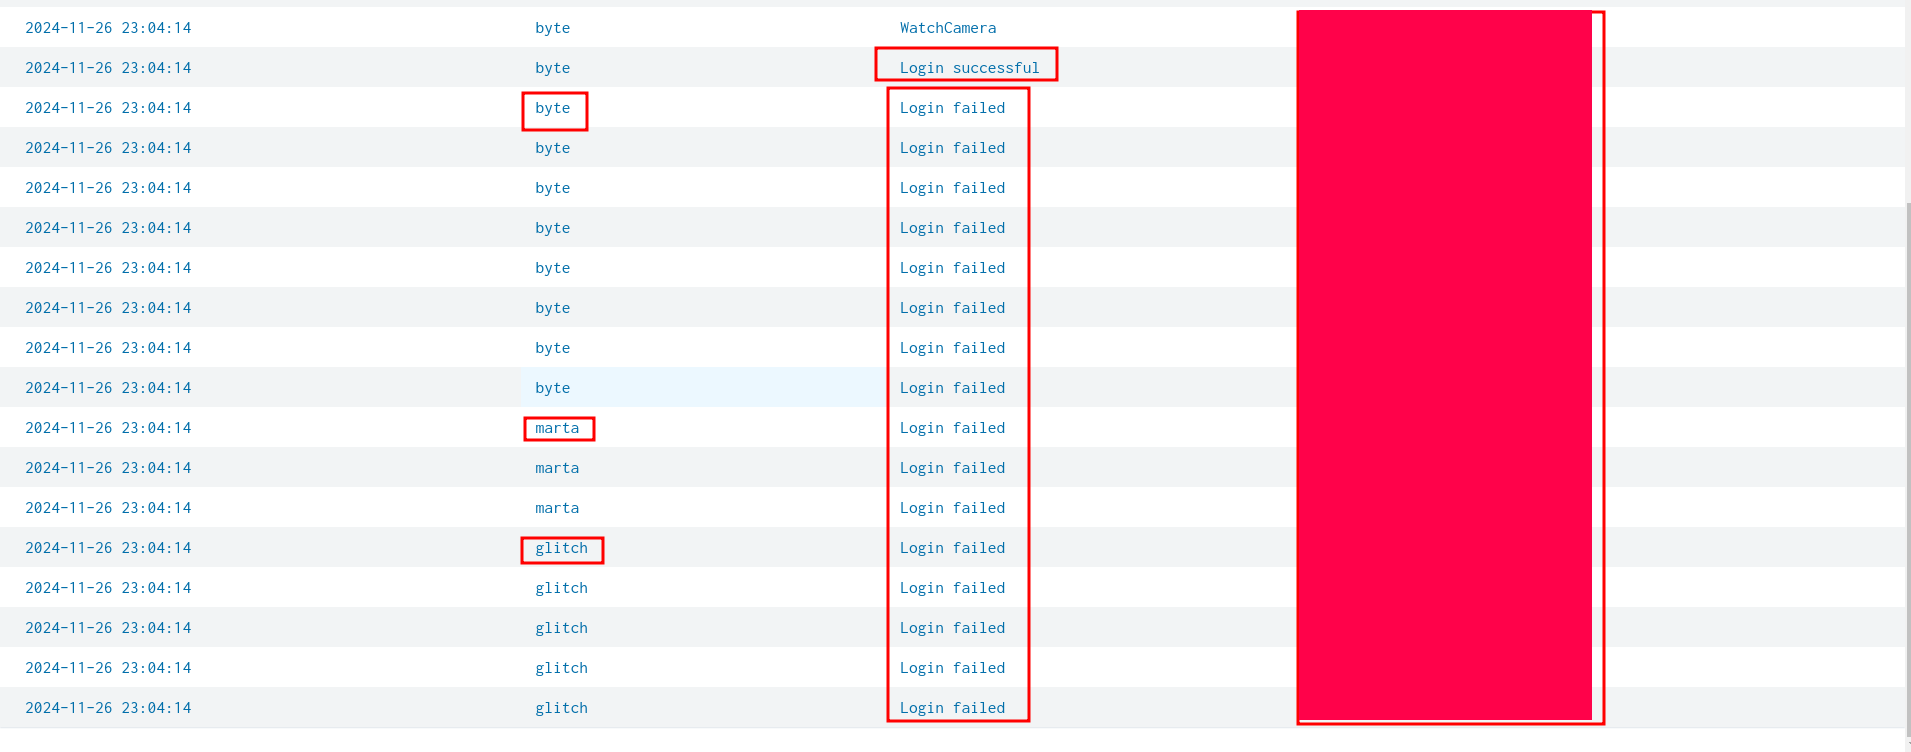 2024-11-26 23:04:14 byte WatchCamera
2024-11-26 23:04:14 byte Login successful
2024-11-26 23:04:14 byte Login failed
2024-11-26 23:04:14 byte Login failed
2024-11-26 23:04:14 byte Login failed
2024-11-26 23:04:14 byte Login failed
2024-11-26 23:04:14 byte Login failed
2024-11-26 23:04:14 byte Login failed
2024-11-26 23:04:14 byte Login failed
2024-11-26 23:04:14 byte Login failed
2024-11-26 23:04:14 marta Login failed
2024-11-26 23:04:14 marta Login failed
2024-11-26 23:04:14 marta Login failed
2024-11-26 23:04:14 glitch Login failed
2024-11-26 23:04:14 glitch Login failed
2024-11-26 23:04:14 glitch Login failed
2024-11-26 23:04:14 glitch Login failed
2024-11-26 23:04:14 glitch Login failed